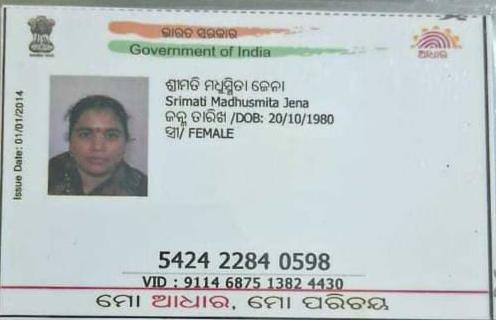 ଭାରତ ସରକାର
Government of India
ଆଧାର
ଶ୍ରୀମତି ମଧୁସ୍ମିତା ଜେନା
Srimati Madhusmita Jena
ଜନ୍ମ ତାରିଖ /DOB: 20/10/1980
ସ୍ତ୍ରୀ/ FEMALE
Issue Date: 01/01/2014
5424 2284 0598
VID : 9114 6875 1382 4430
ମୋ ଆଧାର, ମୋ ପରିଚୟ